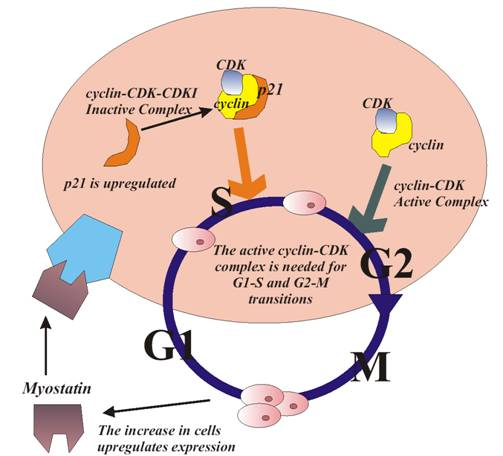 CDK
cyclin
p21
cyclin-CDK-CDKI
Inactive Complex
p21 is upregulated
CDK
cyclin
cyclin-CDK
Active Complex
S
The active cyclin-CDK
complex is needed for
G1-S and G2-M
transitions
G2
G1
M
Myostatin
The increase in cells
upregulates expression